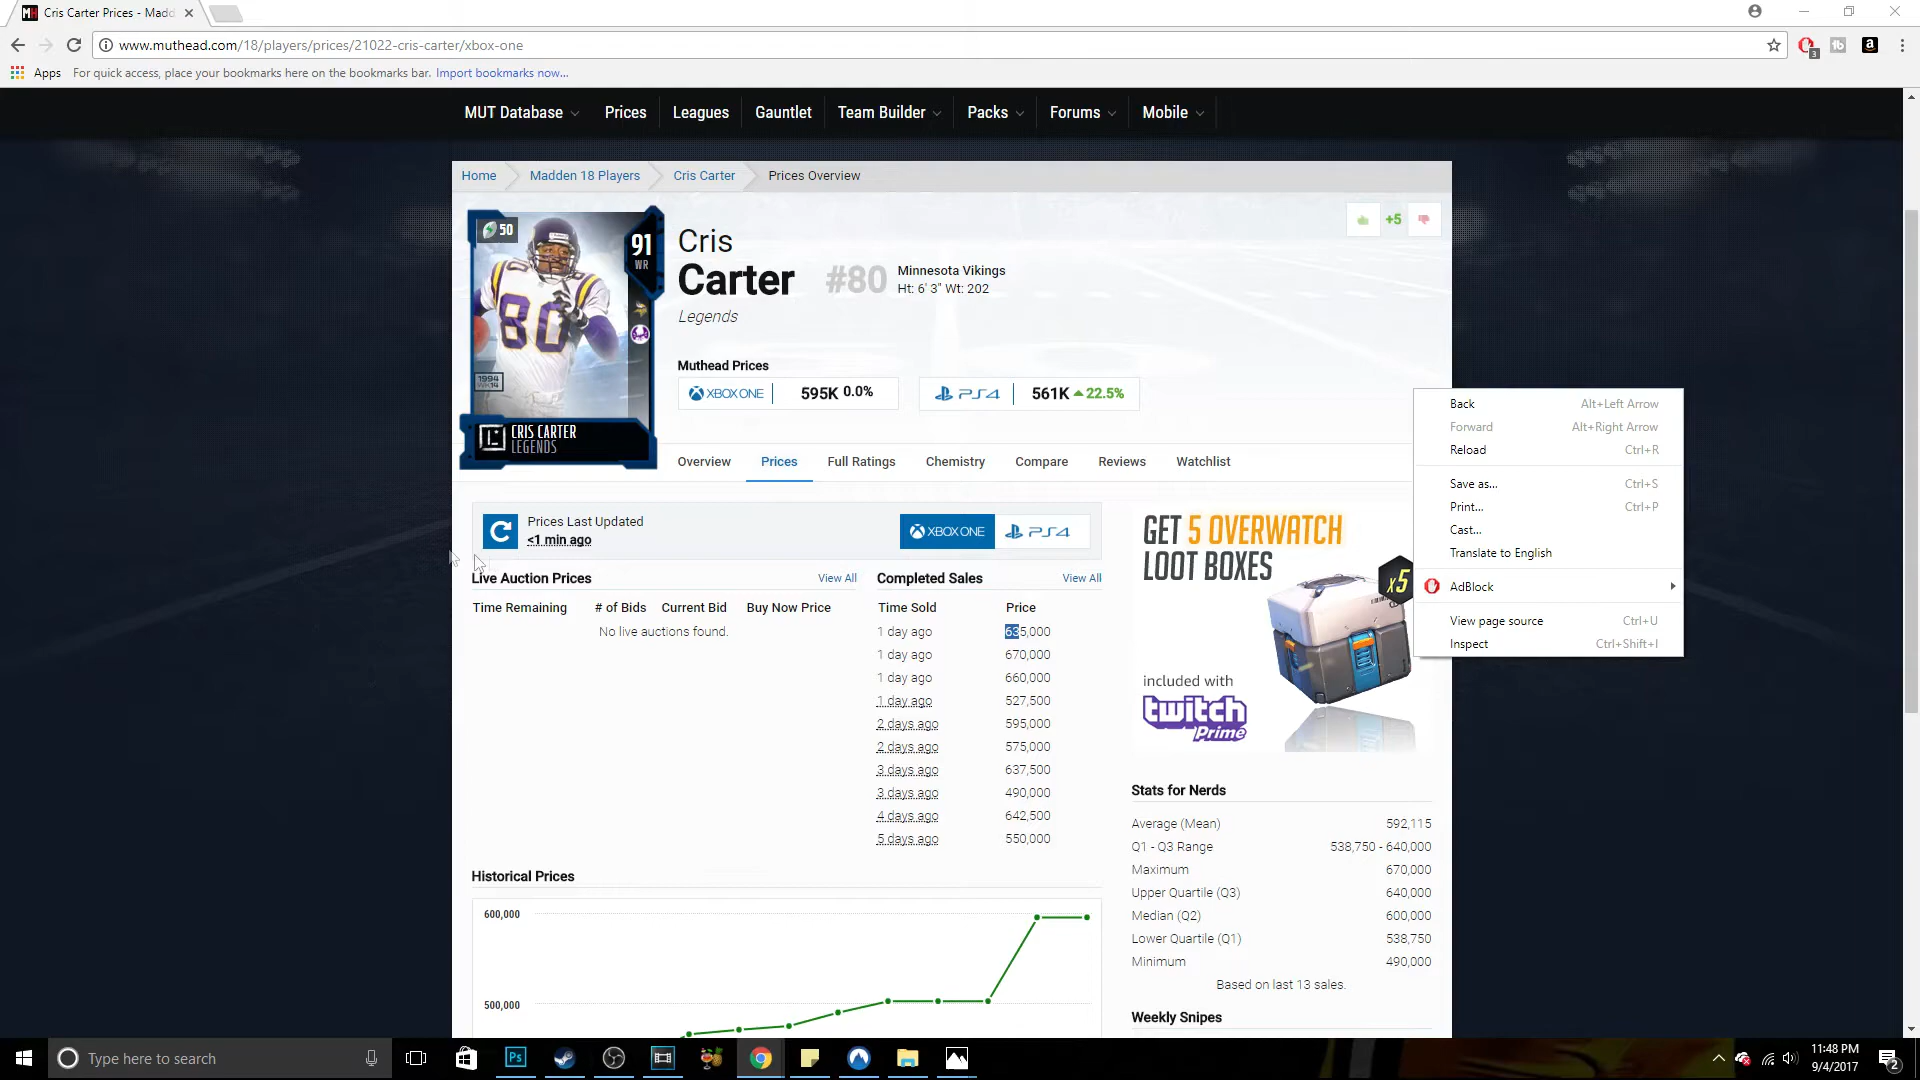 Cris Carter Prices - Madd
www.muthead.com/18/players/prices/21022-cris-carter/xbox-one
3
Apps For quick access, place your bookmarks here on the bookmarks bar. Import bookmarks now...
MUT Database Prices Leagues Gauntlet Team Builder Packs Forums Mobile
Home Madden 18 Players Cris Carter Prices Overview
50
91
WR
80
1994
WK14
CRIS CARTER
LEGENDS
+5
Cris
Carter #80
Minnesota Vikings
Ht: 6' 3" Wt: 202
Legends
Muthead Prices
XBOX ONE 595K 0.0% PS4 561K 22.5%
Overview Prices Full Ratings Chemistry Compare Reviews Watchlist
Prices Last Updated
<1 min ago
XBOX ONE PS4
Live Auction Prices View All
Time Remaining # of Bids Current Bid Buy Now Price
No live auctions found.
Completed Sales View All
Time Sold Price
1 day ago 635,000
1 day ago 670,000
1 day ago 660,000
1 day ago 527,500
2 days ago 595,000
2 days ago 575,000
3 days ago 637,500
3 days ago 490,000
4 days ago 642,500
5 days ago 550,000
Historical Prices
600,000
500,000
GET 5 OVERWATCH
LOOT BOXES
x5
included with
twitch
Prime
Stats for Nerds
Average (Mean) 592,115
Q1 - Q3 Range 538,750 - 640,000
Maximum 670,000
Upper Quartile (Q3) 640,000
Median (Q2) 600,000
Lower Quartile (Q1) 538,750
Minimum 490,000
Based on last 13 sales.
Weekly Snipes
Back Alt+Left Arrow
Forward Alt+Right Arrow
Reload Ctrl+R
Save as... Ctrl+S
Print... Ctrl+P
Cast...
Translate to English
AdBlock
View page source Ctrl+U
Inspect Ctrl+Shift+I
Type here to search
Ps
11:48 PM
9/4/2017
2